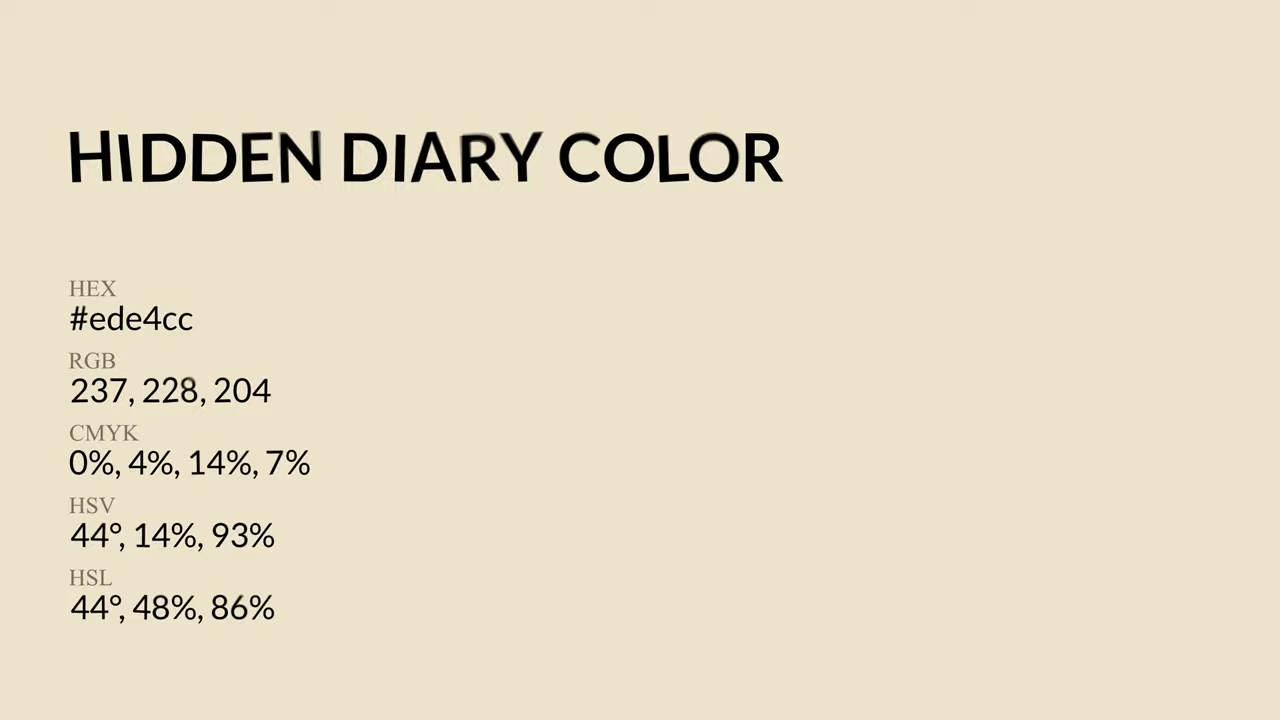 HIDDEN DIARY COLOR
HEX
#ede4cc
RGB
237, 228, 204
CMYK
0%, 4%, 14%, 7%
HSV
44°, 14%, 93%
HSL
44°, 48%, 86%